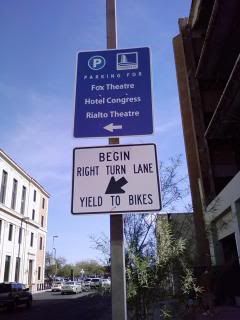 P
PARKING FOR
Fox Theatre
Hotel Congress
Rialto Theatre
BEGIN
RIGHT TURN LANE
YIELD TO BIKES